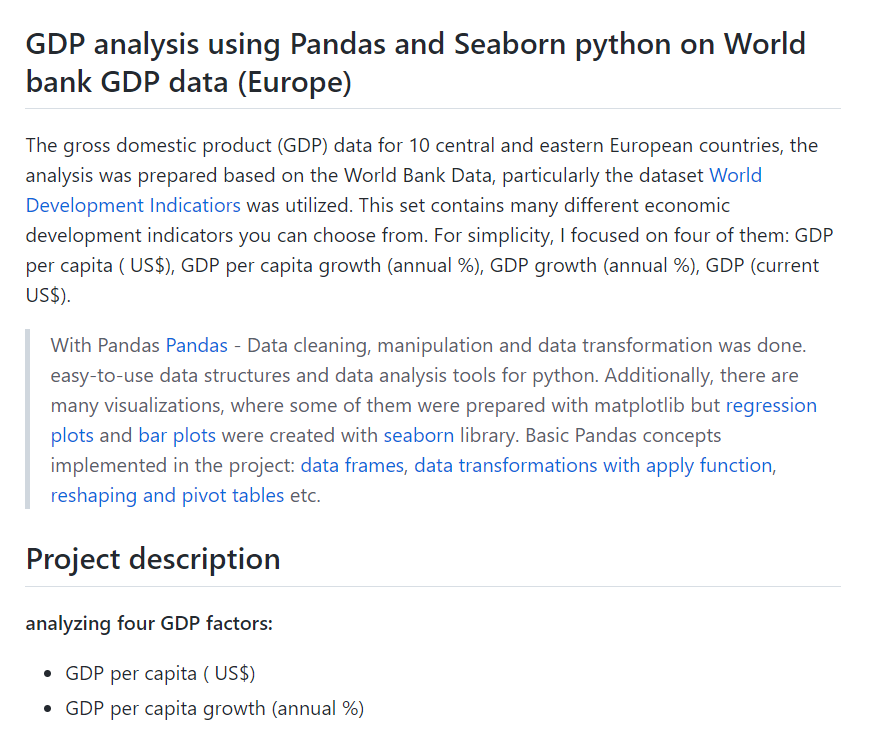 GDP analysis using Pandas and Seaborn python on World
bank GDP data (Europe)
The gross domestic product (GDP) data for 10 central and eastern European countries, the
analysis was prepared based on the World Bank Data, particularly the dataset World
Development Indicatiors was utilized. This set contains many different economic
development indicators you can choose from. For simplicity, I focused on four of them: GDP
per capita ( US$), GDP per capita growth (annual %), GDP growth (annual %), GDP (current
US$).
With Pandas Pandas - Data cleaning, manipulation and data transformation was done.
easy-to-use data structures and data analysis tools for python. Additionally, there are
many visualizations, where some of them were prepared with matplotlib but regression
plots and bar plots were created with seaborn library. Basic Pandas concepts
implemented in the project: data frames, data transformations with apply function,
reshaping and pivot tables etc.
Project description
analyzing four GDP factors:
• GDP per capita ( US$)
• GDP per capita growth (annual %)